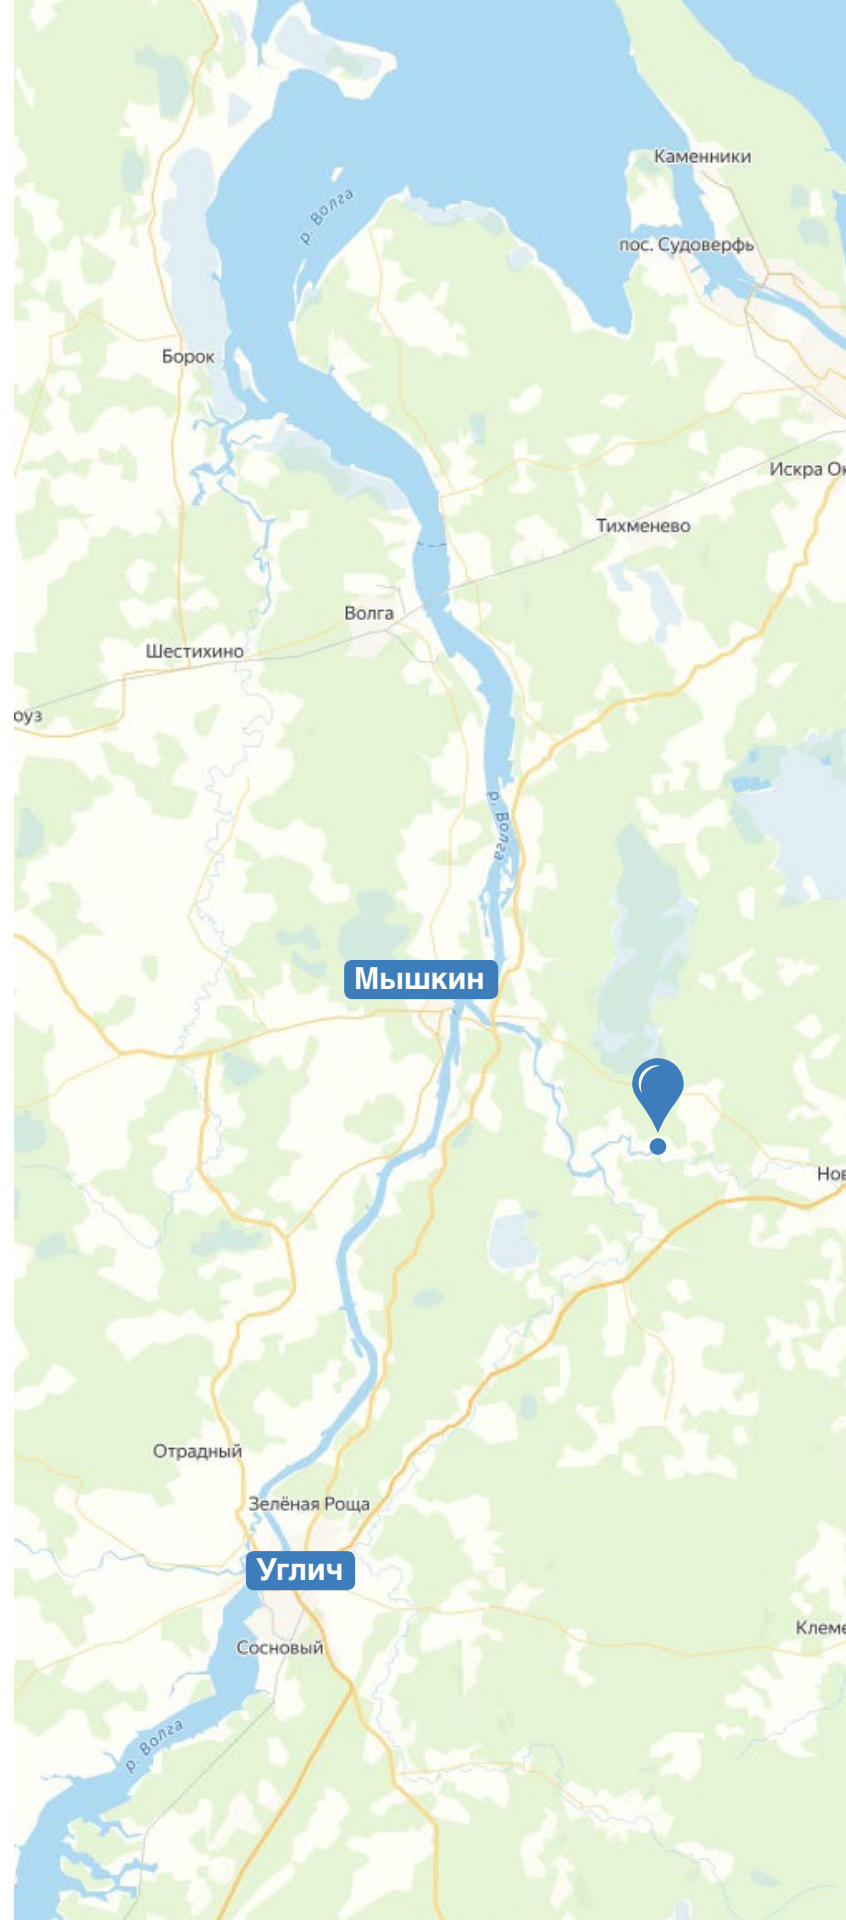 Каменники
р. Волга
пос. Судоверфь
Борок
Искра Ок
Тихменево
Волга
Шестихино
оуз
р. Волга
Мышкин
Нов
Отрадный
Зелёная Роща
Углич
Клеме
Сосновый
р. Волга